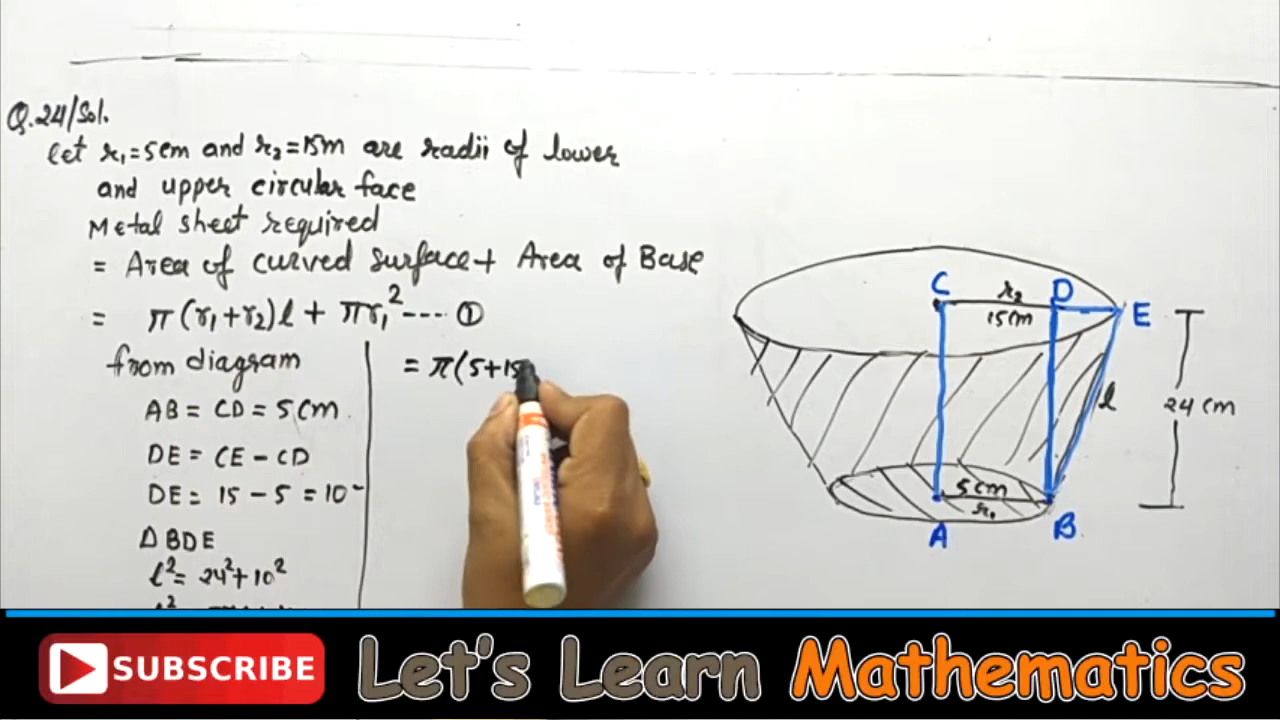 Q.24/Sol.
Let r₁=5cm and r₂=15m are radii of lower
and upper circular face
Metal sheet required
= Area of curved surface + Area of Base
= π(r₁+r₂)l + πr₁² ---- ①
from diagram
AB = CD = 5cm
DE = CE - CD
DE = 15 - 5 = 10
Δ BDE
l² = 24² + 10²
= π(5+15
C
r₂
D
15cm
E
l
24 cm
5cm
r₁
A
B
SUBSCRIBE
Let's Learn Mathematics